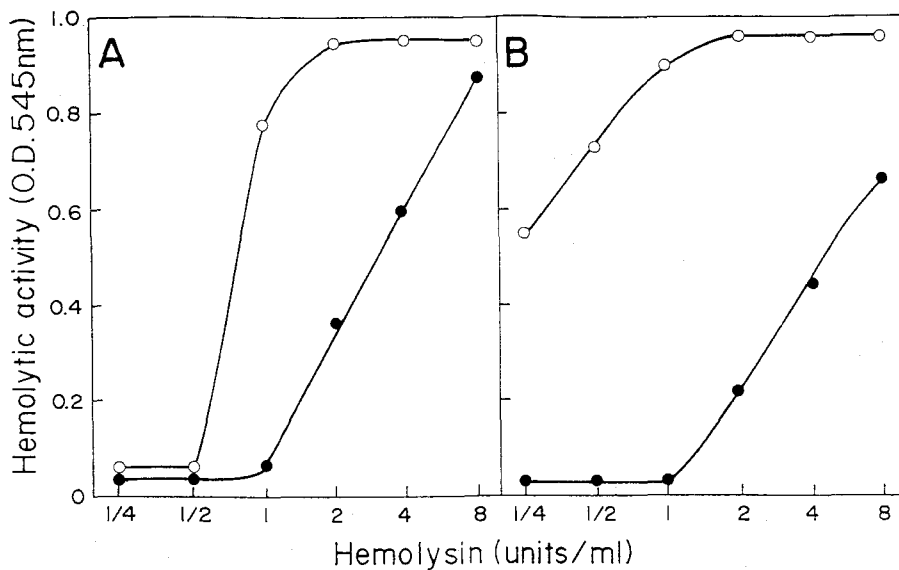 A
B
Hemolytic activity (O.D.545nm)
1.0
0.8
0.6
0.4
0.2
0
1/4 1/2 1 2 4 8
1/4 1/2 1 2 4 8
Hemolysin (units/ml)